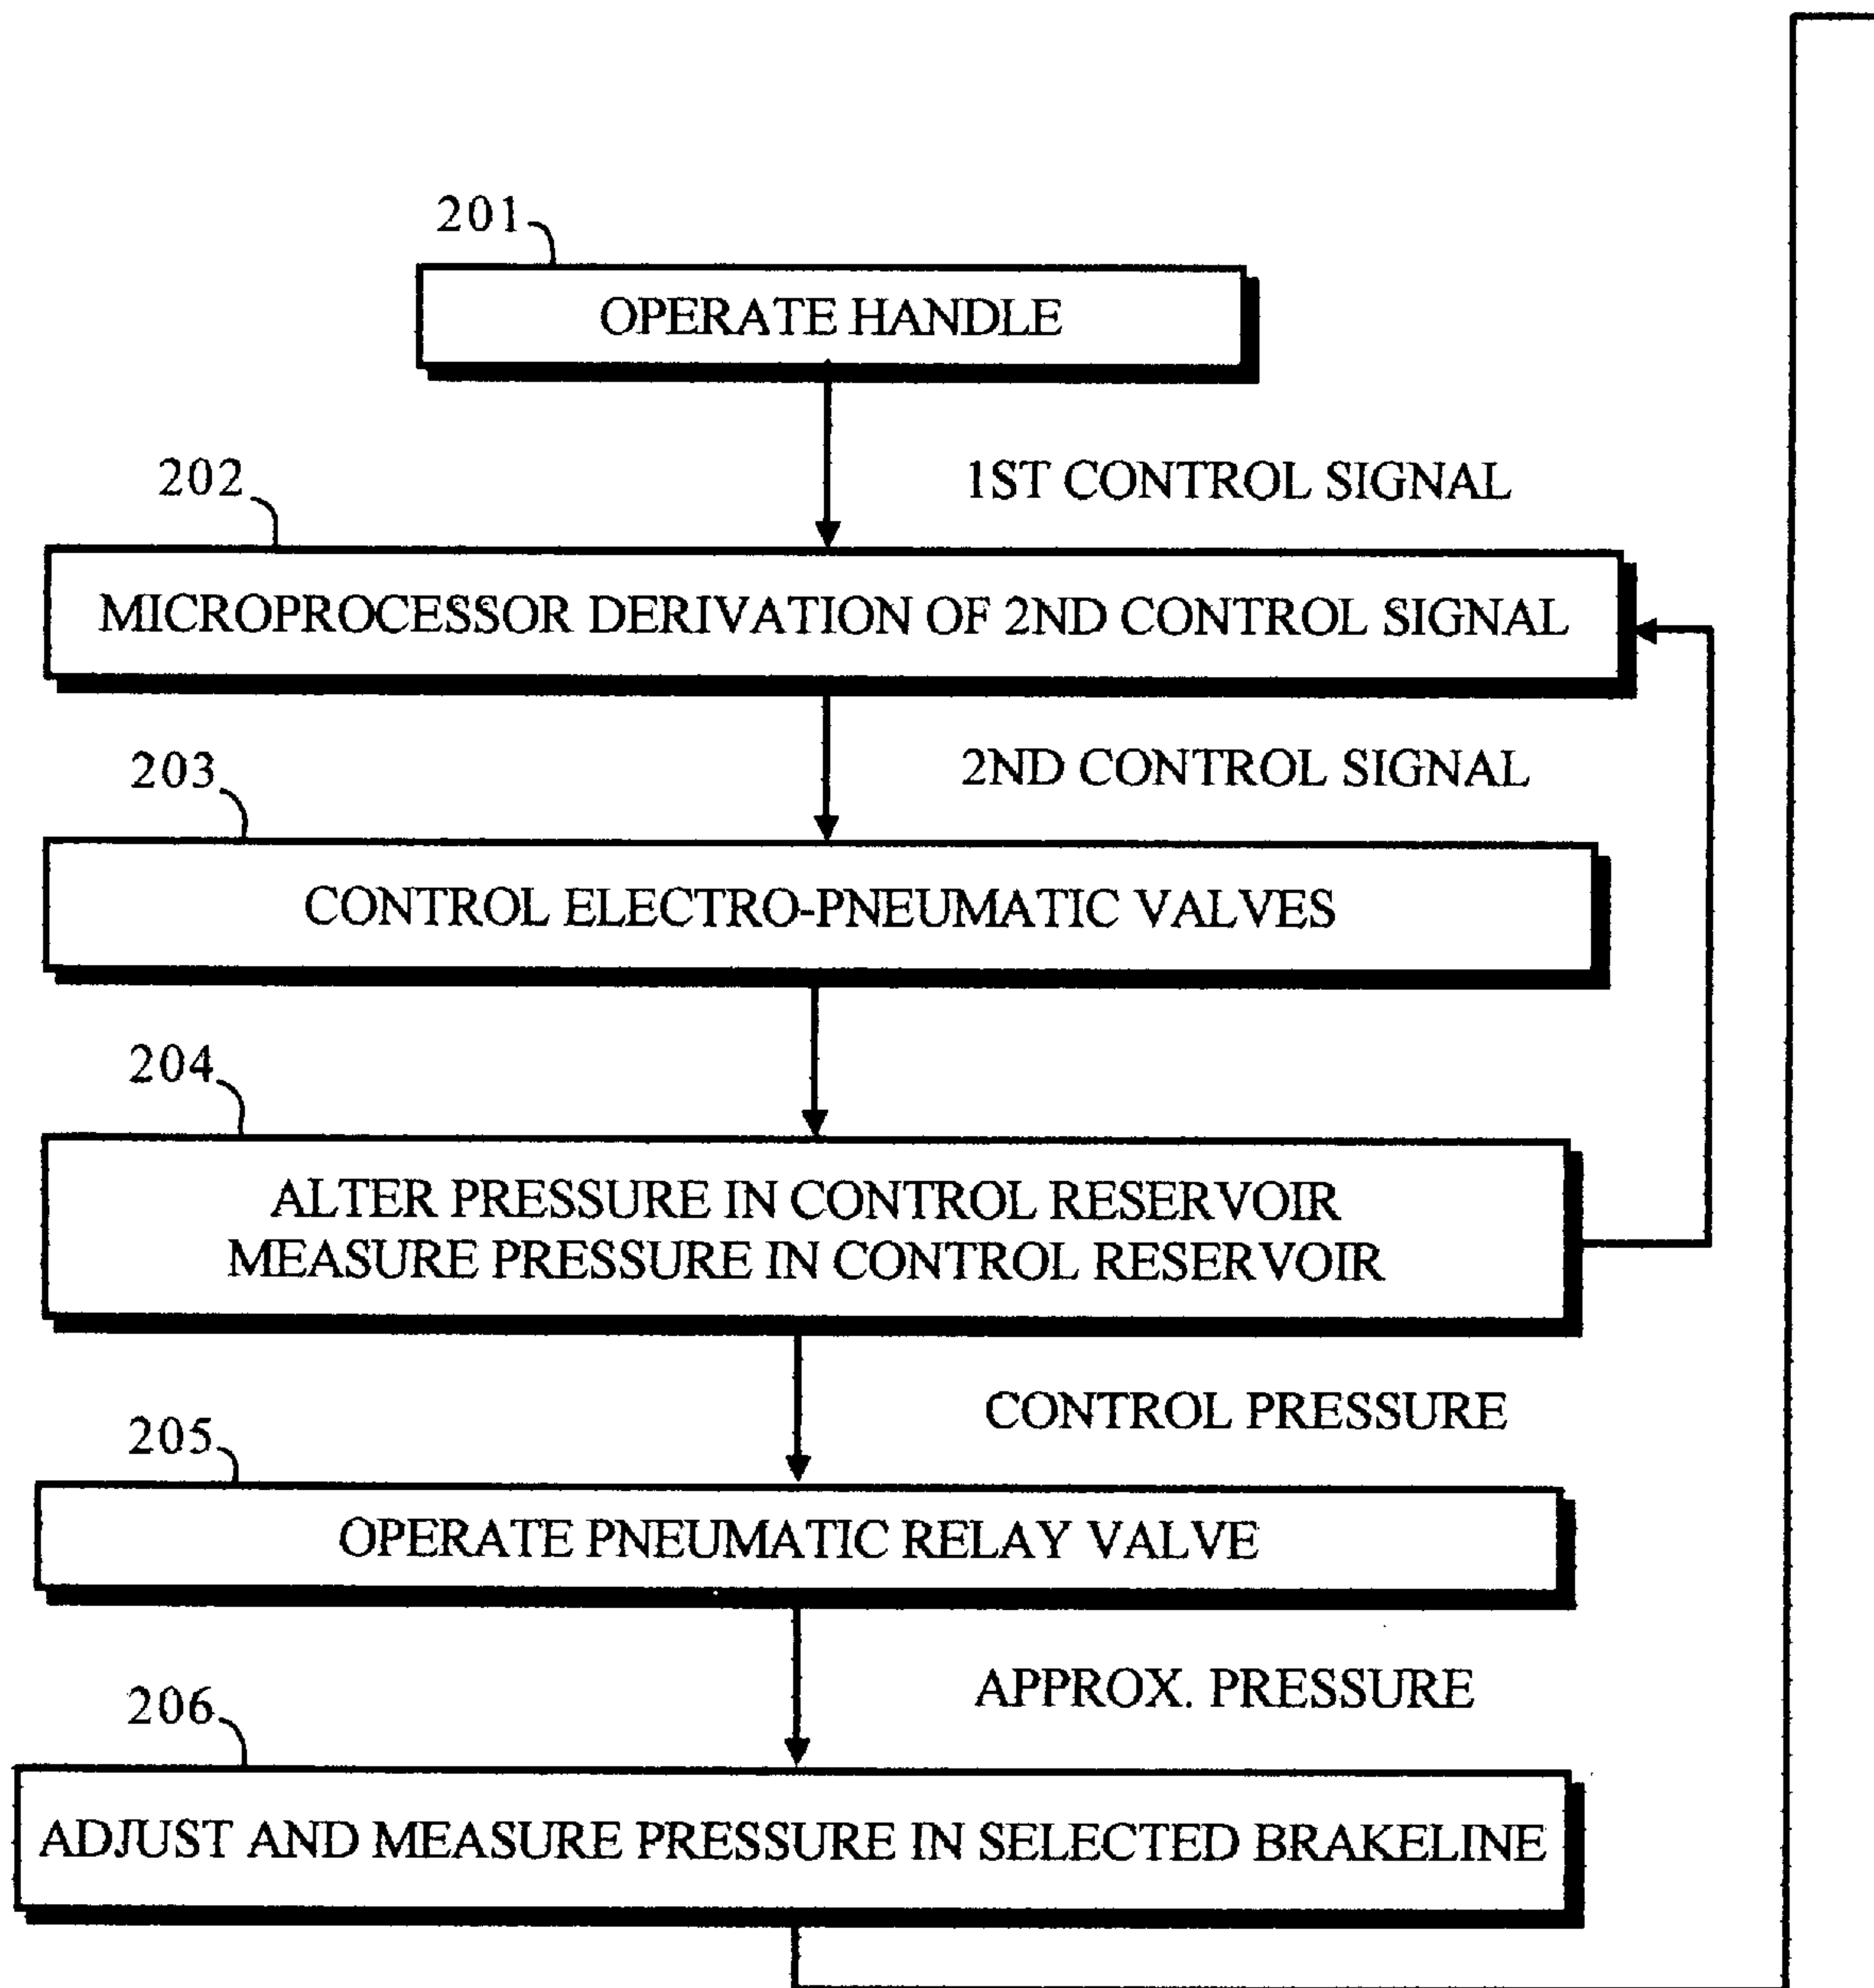 201
OPERATE HANDLE
1ST CONTROL SIGNAL
202
MICROPROCESSOR DERIVATION OF 2ND CONTROL SIGNAL
2ND CONTROL SIGNAL
203
CONTROL ELECTRO-PNEUMATIC VALVES
204
ALTER PRESSURE IN CONTROL RESERVOIR
MEASURE PRESSURE IN CONTROL RESERVOIR
CONTROL PRESSURE
205
OPERATE PNEUMATIC RELAY VALVE
APPROX. PRESSURE
206
ADJUST AND MEASURE PRESSURE IN SELECTED BRAKELINE